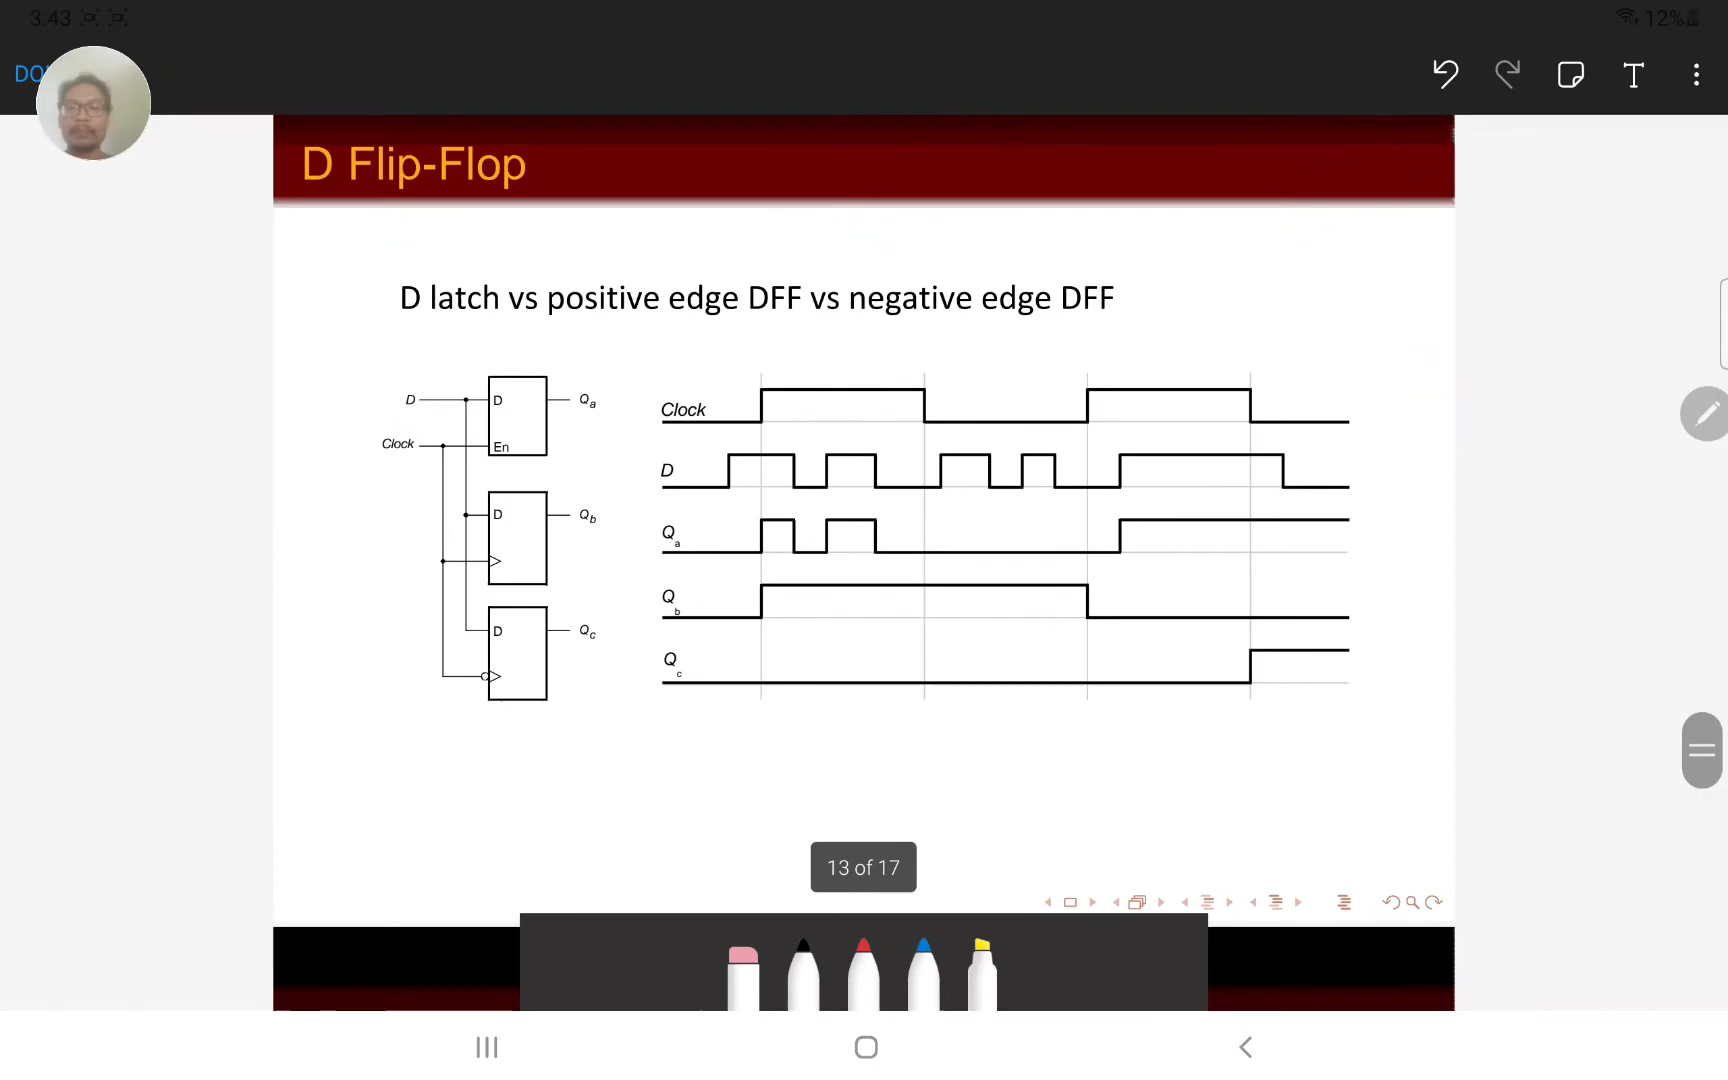 3:43
12%
D Flip-Flop
D latch vs positive edge DFF vs negative edge DFF
D
D
Qa
Clock
En
D
Qb
D
Qc
Clock
D
Qa
Qb
Qc
13 of 17